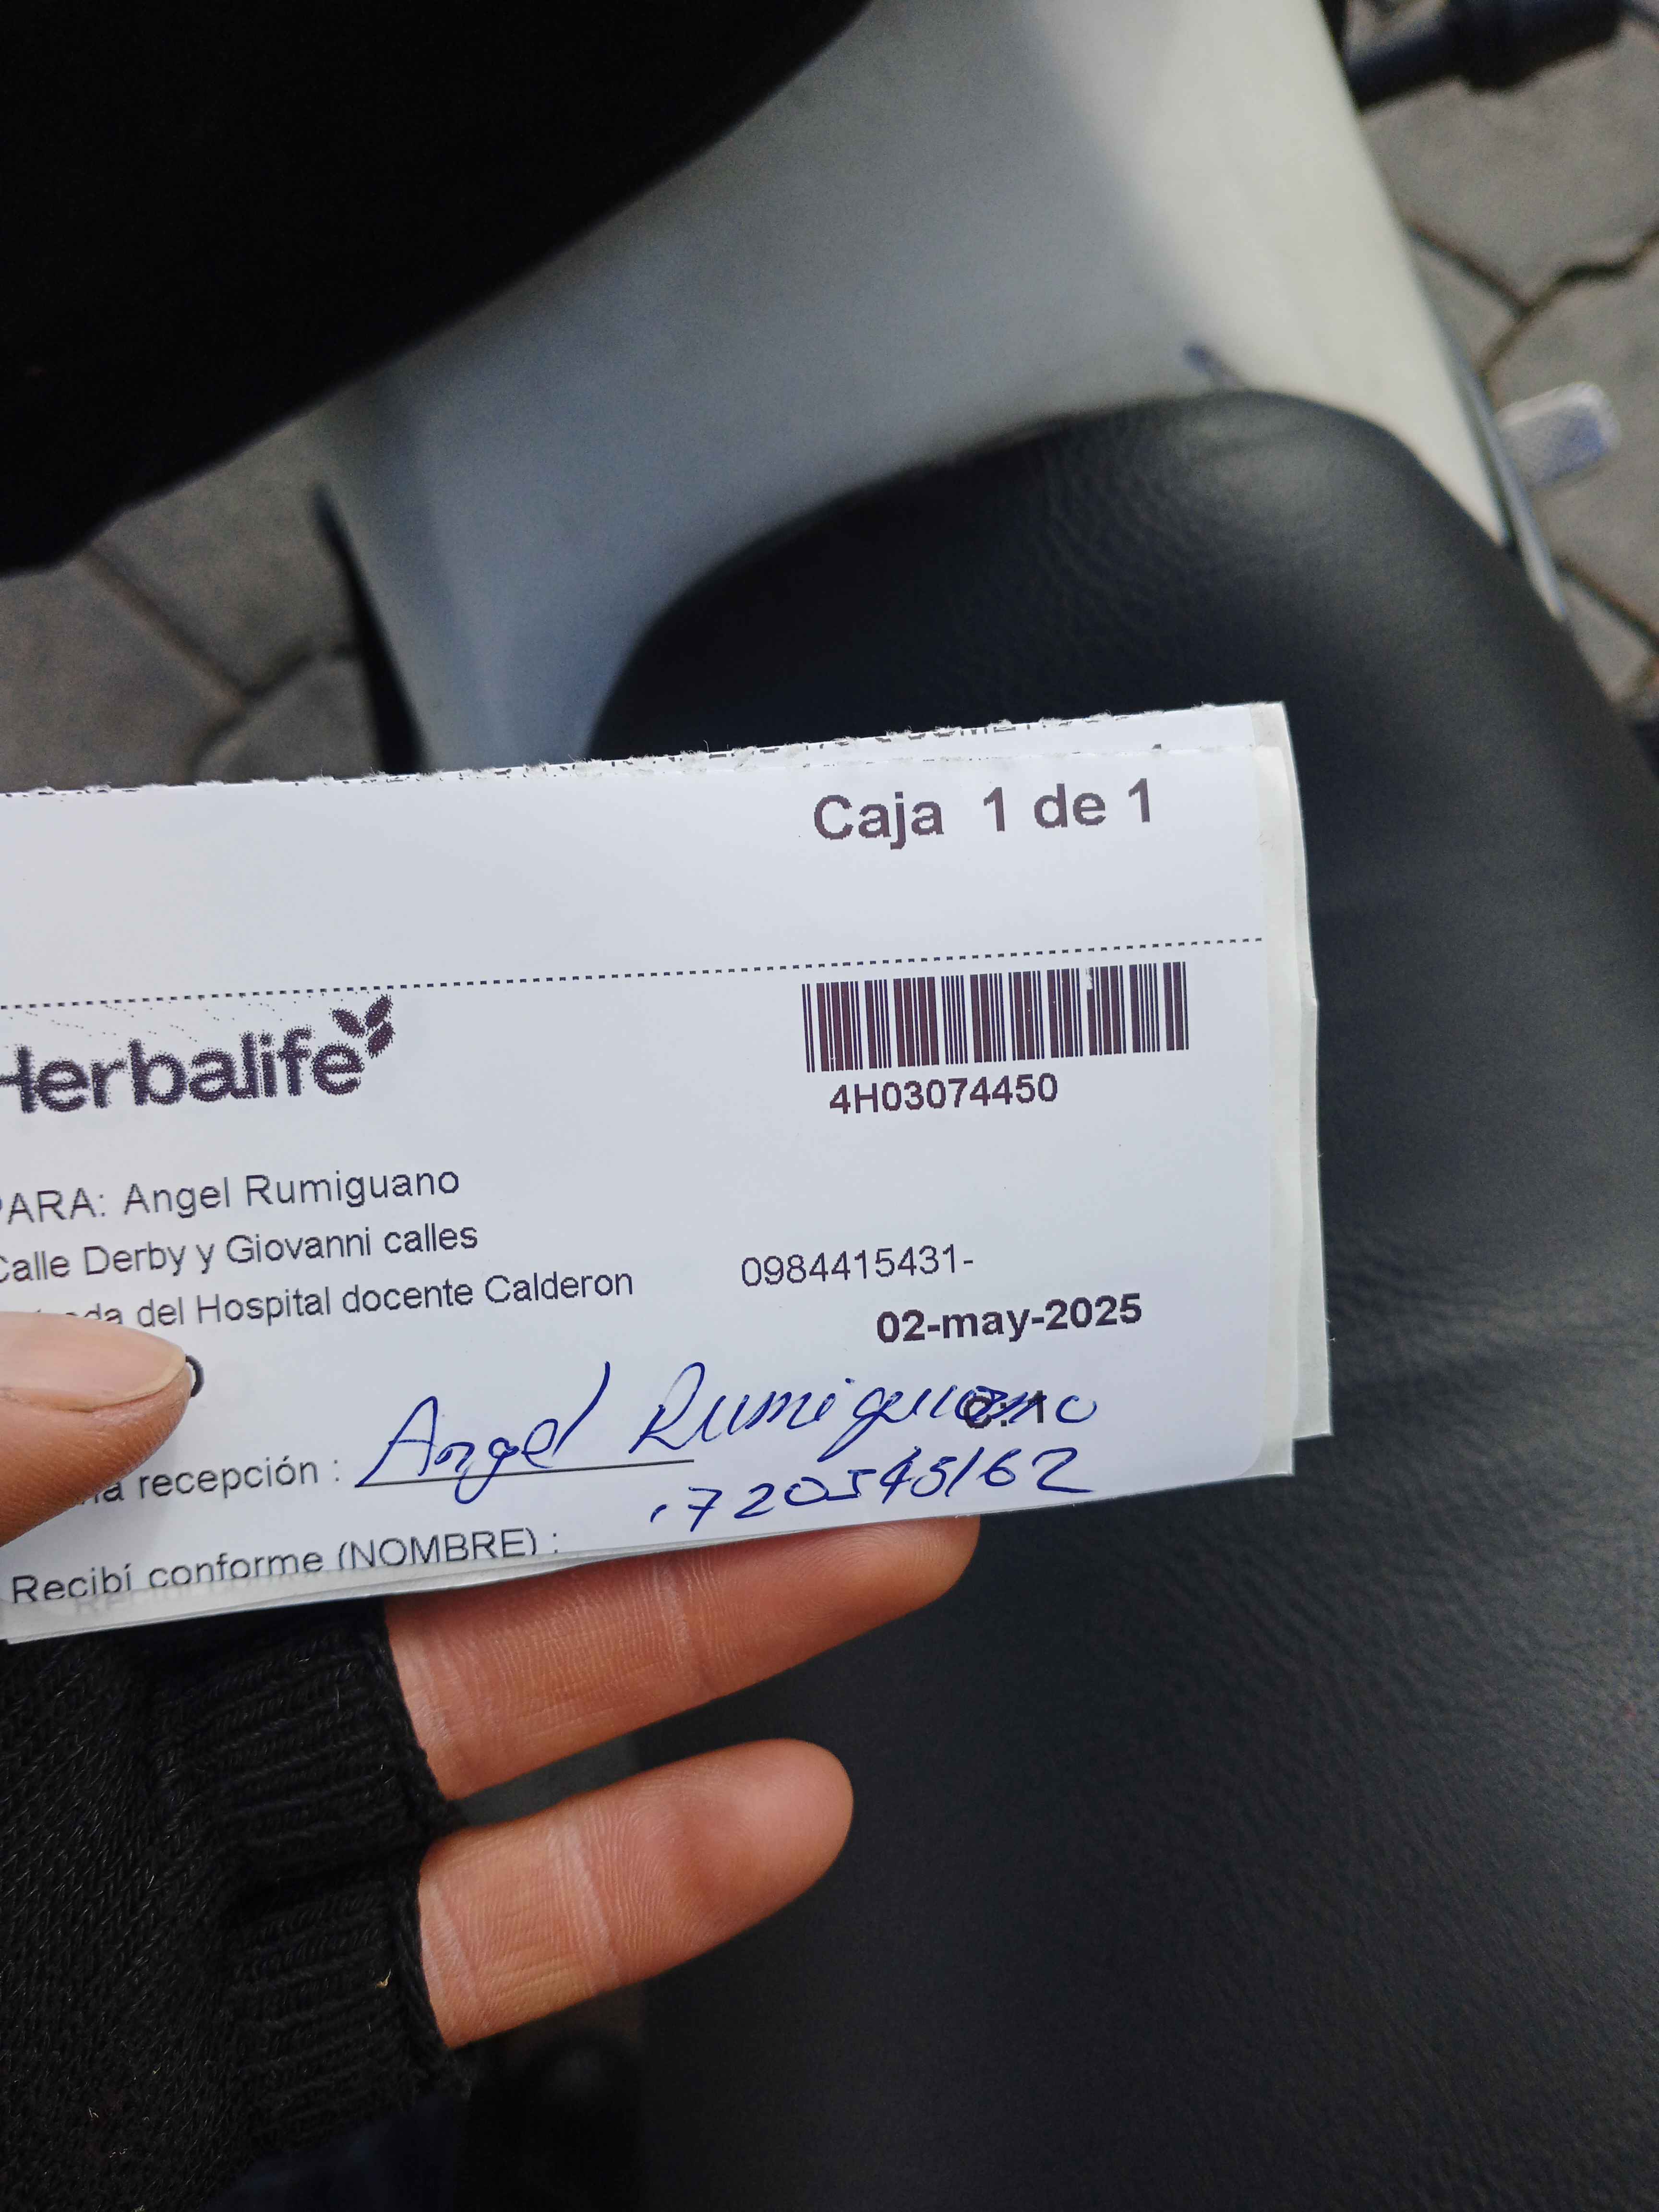 Caja 1 de 1
Herbalife
4H03074450
PARA: Angel Rumiguano
Calle Derby y Giovanni calles
del Hospital docente Calderon 0984415431-
02-may-2025
Angel Rumiguano
recepción :
1720545162
Recibí conforme (NOMBRE) :